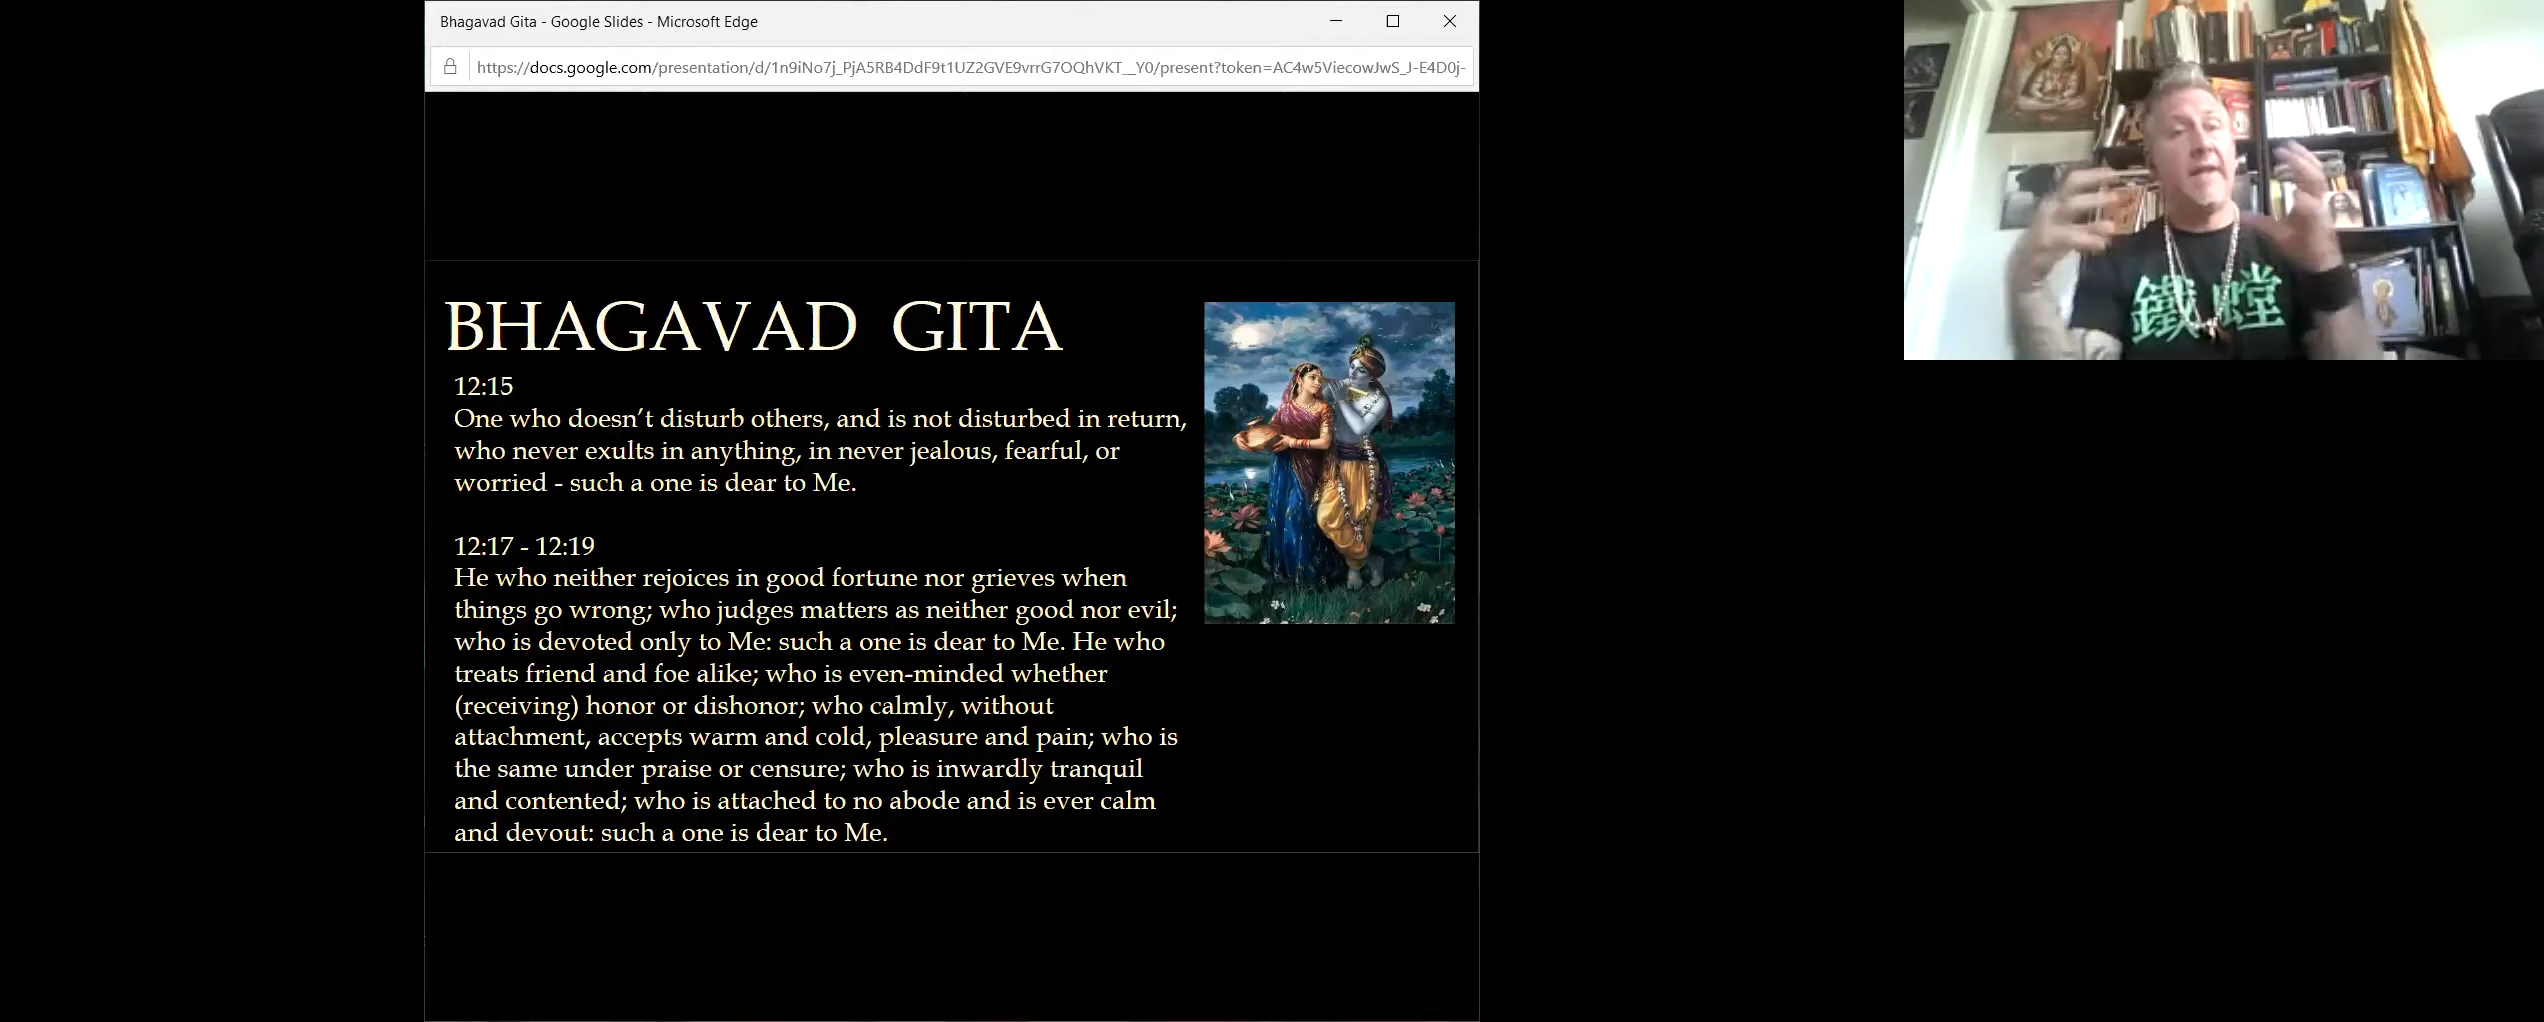 Bhagavad Gita - Google Slides - Microsoft Edge
https://docs.google.com/presentation/d/1n9iNo7j_PjA5RB4DdF9t1UZ2GVE9vrrG7OQhVKT__Y0/present?token=AC4w5ViecowJwS_J-E4D0j-
BHAGAVAD GITA
12:15
One who doesn’t disturb others, and is not disturbed in return,
who never exults in anything, in never jealous, fearful, or
worried - such a one is dear to Me.
12:17 - 12:19
He who neither rejoices in good fortune nor grieves when
things go wrong; who judges matters as neither good nor evil;
who is devoted only to Me: such a one is dear to Me. He who
treats friend and foe alike; who is even-minded whether
(receiving) honor or dishonor; who calmly, without
attachment, accepts warm and cold, pleasure and pain; who is
the same under praise or censure; who is inwardly tranquil
and contented; who is attached to no abode and is ever calm
and devout: such a one is dear to Me.
鐵螳